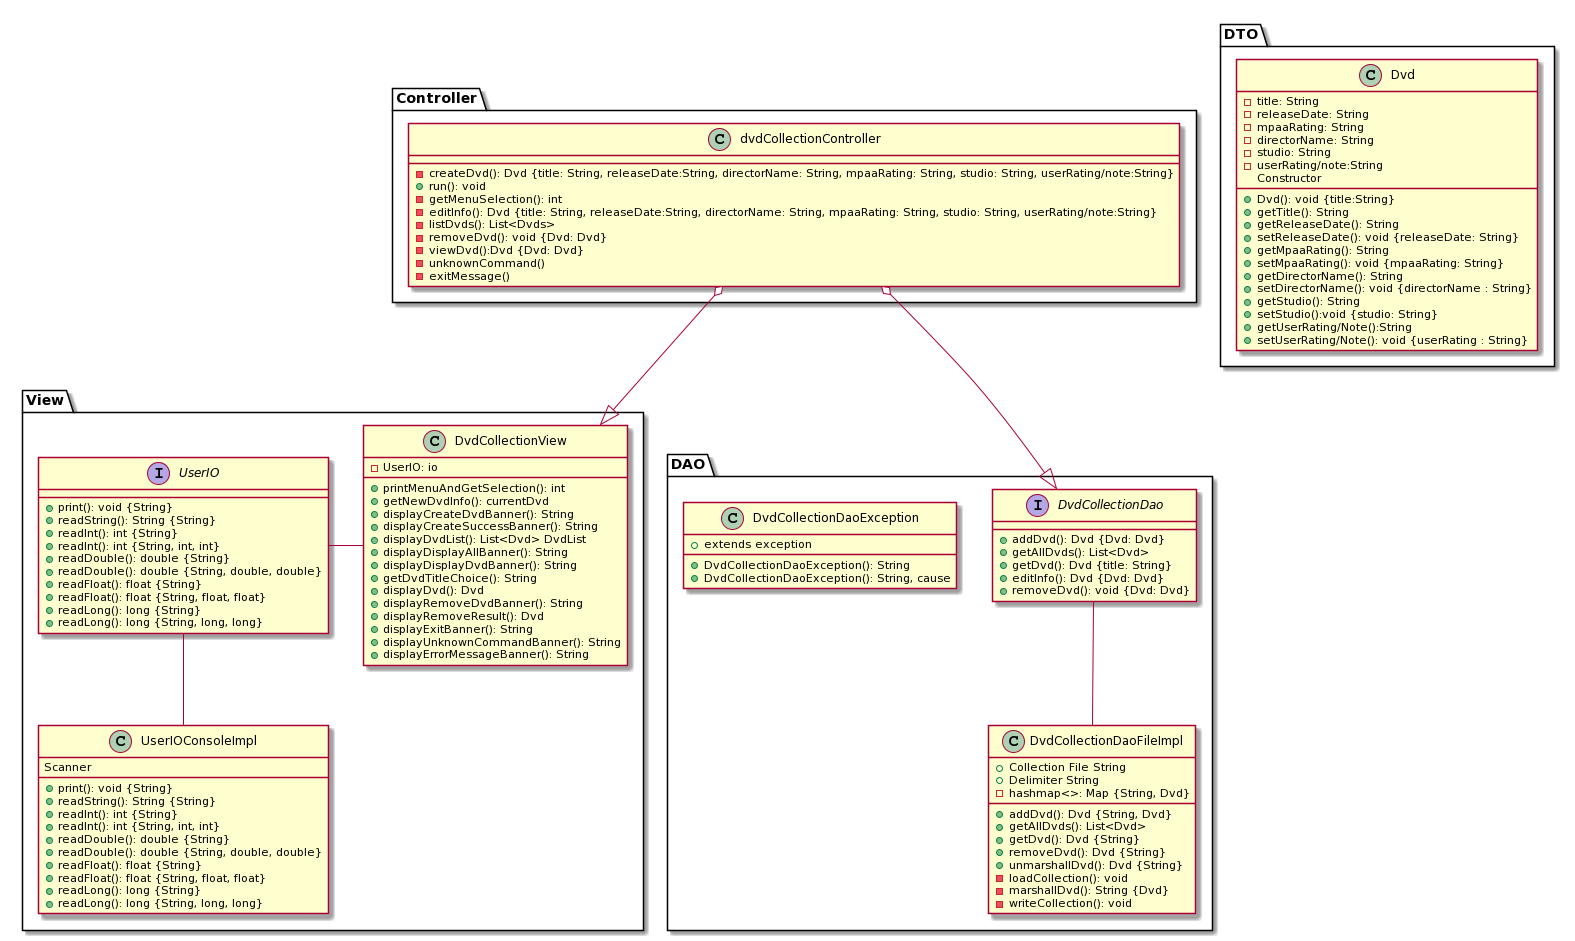 DTO
C Dvd
title: String
releaseDate: String
mpaaRating: String
directorName: String
studio: String
userRating/note:String
Constructor
Dvd(): void {title:String}
getTitle(): String
getReleaseDate(): String
setReleaseDate(): void {releaseDate: String}
getMpaaRating(): String
setMpaaRating(): void {mpaaRating: String}
getDirectorName(): String
setDirectorName(): void {directorName : String}
getStudio(): String
setStudio():void {studio: String}
getUserRating/Note():String
setUserRating/Note(): void {userRating : String}
Controller
C dvdCollectionController
createDvd(): Dvd {title: String, releaseDate:String, directorName: String, mpaaRating: String, studio: String, userRating/note:String}
run(): void
getMenuSelection(): int
editInfo(): Dvd {title: String, releaseDate:String, directorName: String, mpaaRating: String, studio: String, userRating/note:String}
listDvds(): List<Dvds>
removeDvd(): void {Dvd: Dvd}
viewDvd():Dvd {Dvd: Dvd}
unknownCommand()
exitMessage()
View
I UserIO
print(): void {String}
readString(): String {String}
readInt(): int {String}
readInt(): int {String, int, int}
readDouble(): double {String}
readDouble(): double {String, double, double}
readFloat(): float {String}
readFloat(): float {String, float, float}
readLong(): long {String}
readLong(): long {String, long, long}
C DvdCollectionView
UserIO: io
printMenuAndGetSelection(): int
getNewDvdInfo(): currentDvd
displayCreateDvdBanner(): String
displayCreateSuccessBanner(): String
displayDvdList(): List<Dvd> DvdList
displayDisplayAllBanner(): String
displayDisplayDvdBanner(): String
getDvdTitleChoice(): String
displayDvd(): Dvd
displayRemoveDvdBanner(): String
displayRemoveResult(): Dvd
displayExitBanner(): String
displayUnknownCommandBanner(): String
displayErrorMessageBanner(): String
C UserIOConsoleImpl
Scanner
print(): void {String}
readString(): String {String}
readInt(): int {String}
readInt(): int {String, int, int}
readDouble(): double {String}
readDouble(): double {String, double, double}
readFloat(): float {String}
readFloat(): float {String, float, float}
readLong(): long {String}
readLong(): long {String, long, long}
DAO
C DvdCollectionDaoException
extends exception
DvdCollectionDaoException(): String
DvdCollectionDaoException(): String, cause
I DvdCollectionDao
addDvd(): Dvd {Dvd: Dvd}
getAllDvds(): List<Dvd>
getDvd(): Dvd {title: String}
editInfo(): Dvd {Dvd: Dvd}
removeDvd(): void {Dvd: Dvd}
C DvdCollectionDaoFileImpl
Collection File String
Delimiter String
hashmap<>: Map {String, Dvd}
addDvd(): Dvd {String, Dvd}
getAllDvds(): List<Dvd>
getDvd(): Dvd {String}
removeDvd(): Dvd {String}
unmarshallDvd(): Dvd {String}
loadCollection(): void
marshallDvd(): String {Dvd}
writeCollection(): void